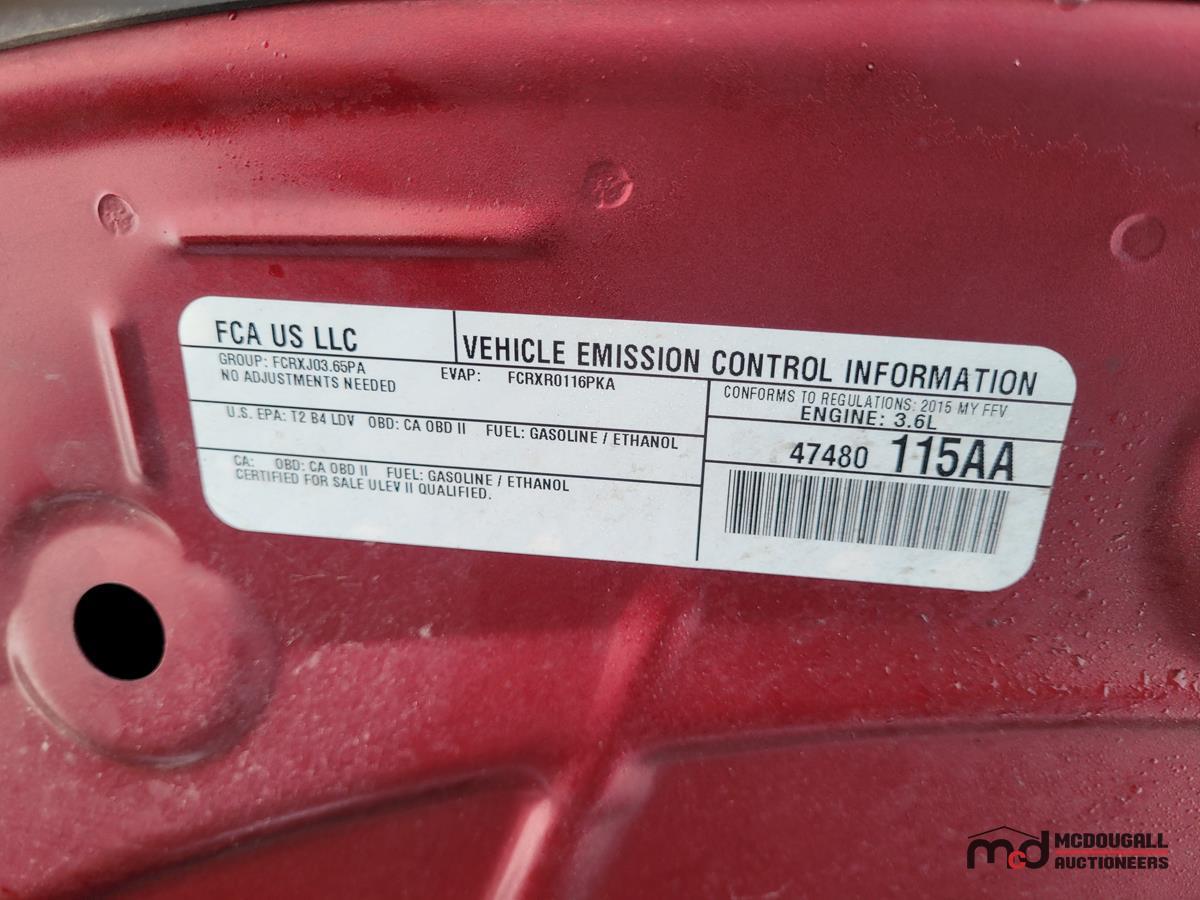 FCA US LLC
VEHICLE EMISSION CONTROL INFORMATION
GROUP: FCRXJ03.65PA
EVAP: FCRXR0116PKA
NO ADJUSTMENTS NEEDED
CONFORMS TO REGULATIONS: 2015 MY FFV
ENGINE: 3.6L
U.S. EPA: T2 B4 LDV OBD: CA OBD II FUEL: GASOLINE / ETHANOL
47480 115AA
CA: OBD: CA OBD II FUEL: GASOLINE / ETHANOL
CERTIFIED FOR SALE ULEV II QUALIFIED.
mcd MCDOUGALL
AUCTIONEERS